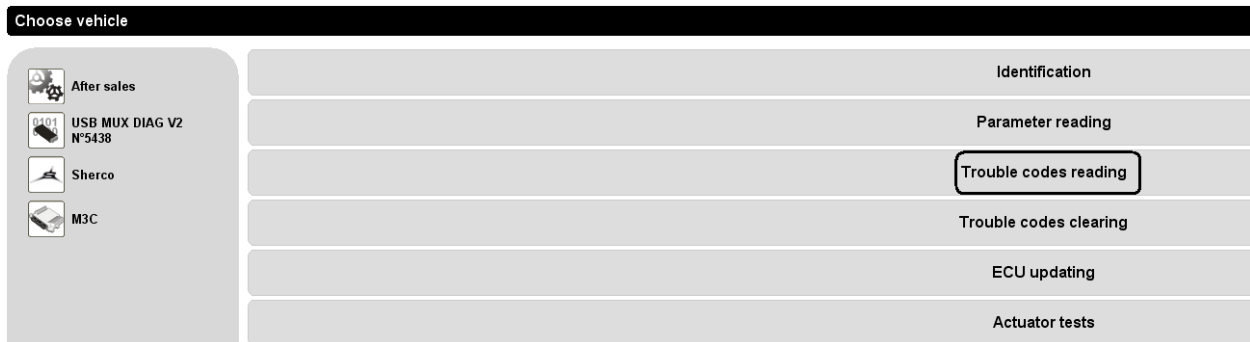 Choose vehicle
After sales
USB MUX DIAG V2
N°5438
Sherco
M3C
Identification
Parameter reading
Trouble codes reading
Trouble codes clearing
ECU updating
Actuator tests